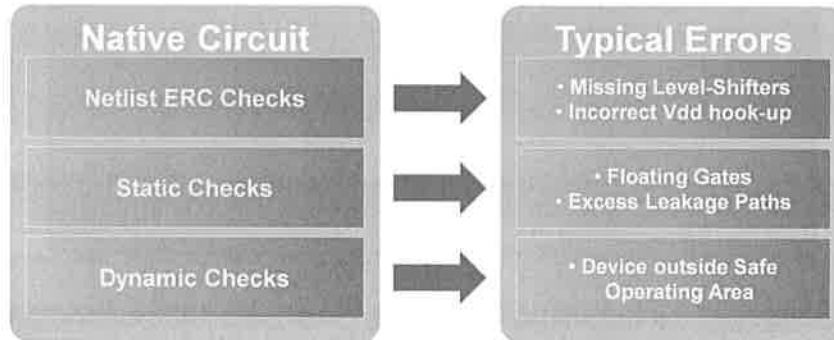 Native Circuit
Netlist ERC Checks
Static Checks
Dynamic Checks
Typical Errors
• Missing Level-Shifters
• Incorrect Vdd hook-up
• Floating Gates
• Excess Leakage Paths
• Device outside Safe
Operating Area